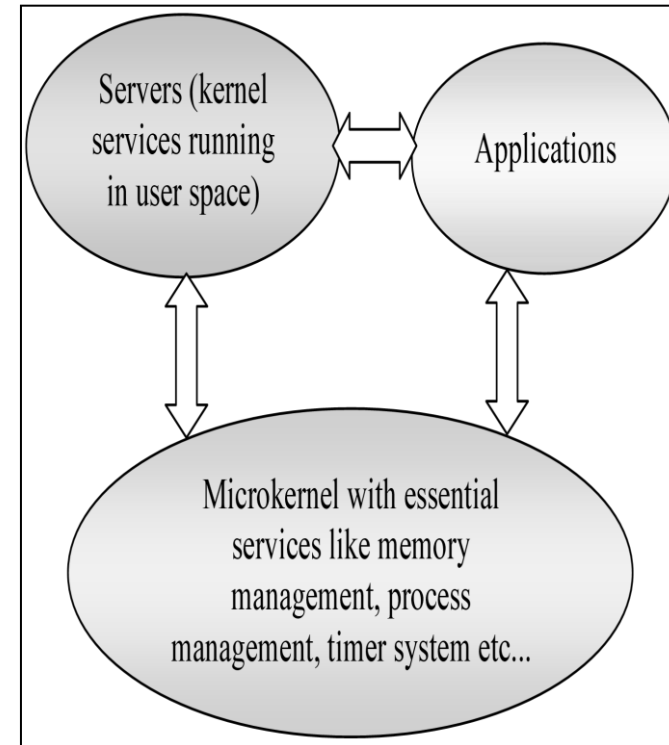 Servers (kernel
services running
in user space)
Applications
Microkernel with essential
services like memory
management, process
management, timer system etc...